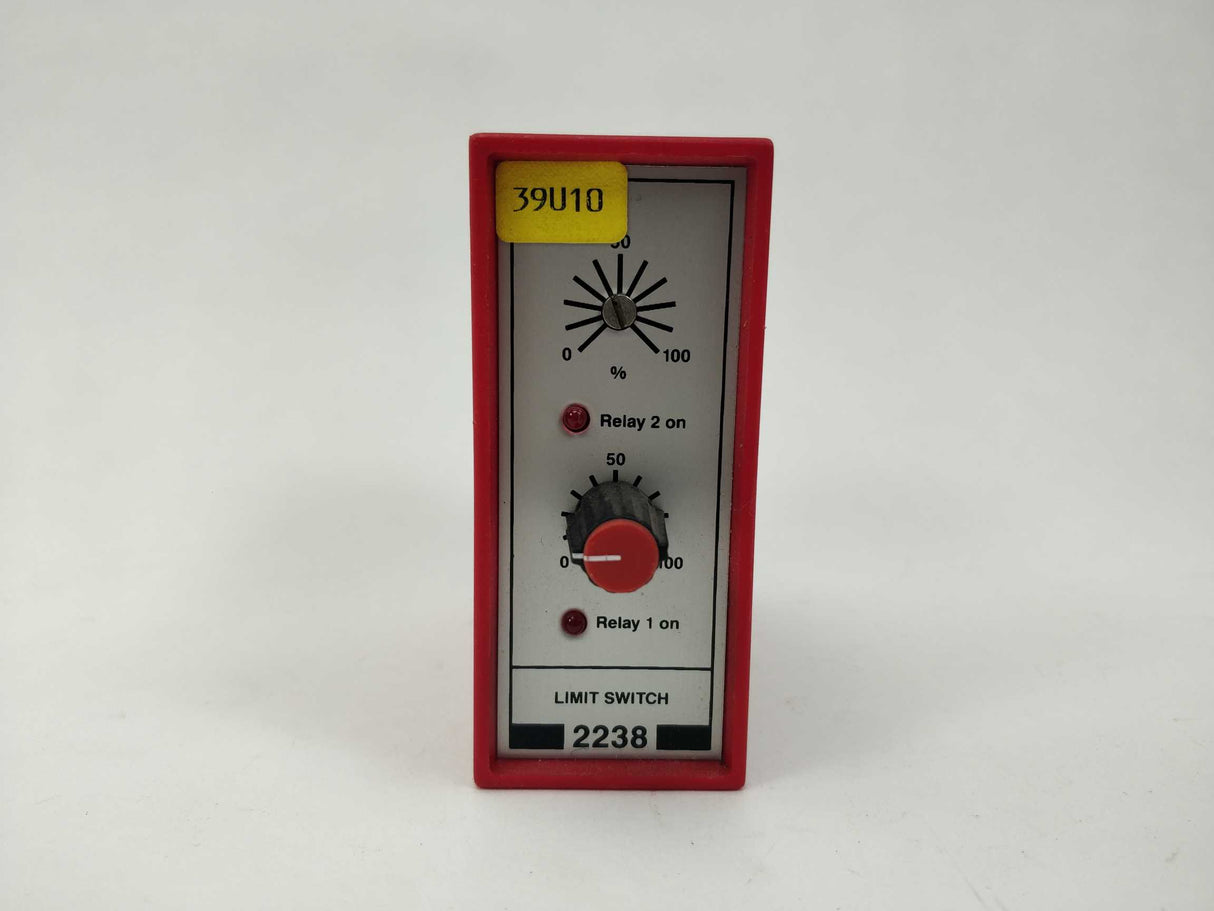 39U10
0
100
%
Relay 2 on
50
0
Relay 1 on
LIMIT SWITCH
2238